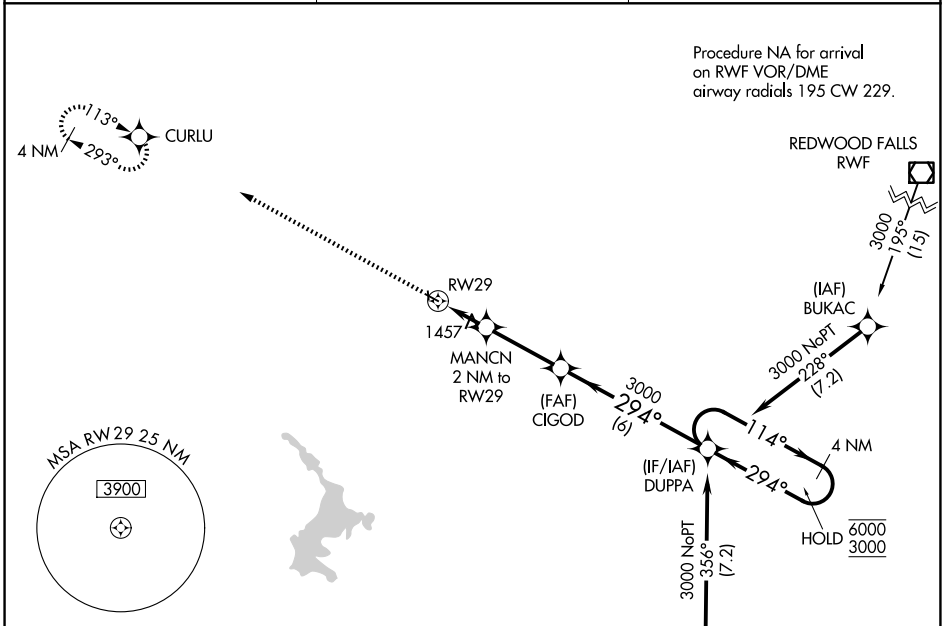 Procedure NA for arrival
on RWF VOR/DME
airway radials 195 CW 229.
REDWOOD FALLS
RWF
113°
CURLU
4 NM
293°
3000
195°
(15)
(IAF)
BUKAC
RW29
1457
MANCN
2 NM to
RW29
3000 NoPT
228°
(7.2)
(FAF)
CIGOD
3000
294°
(6)
114°
4 NM
294°
(IF/IAF)
DUPPA
HOLD
6000
3000
MSA RW29 25 NM
3900
3000 NoPT
356°
(7.2)